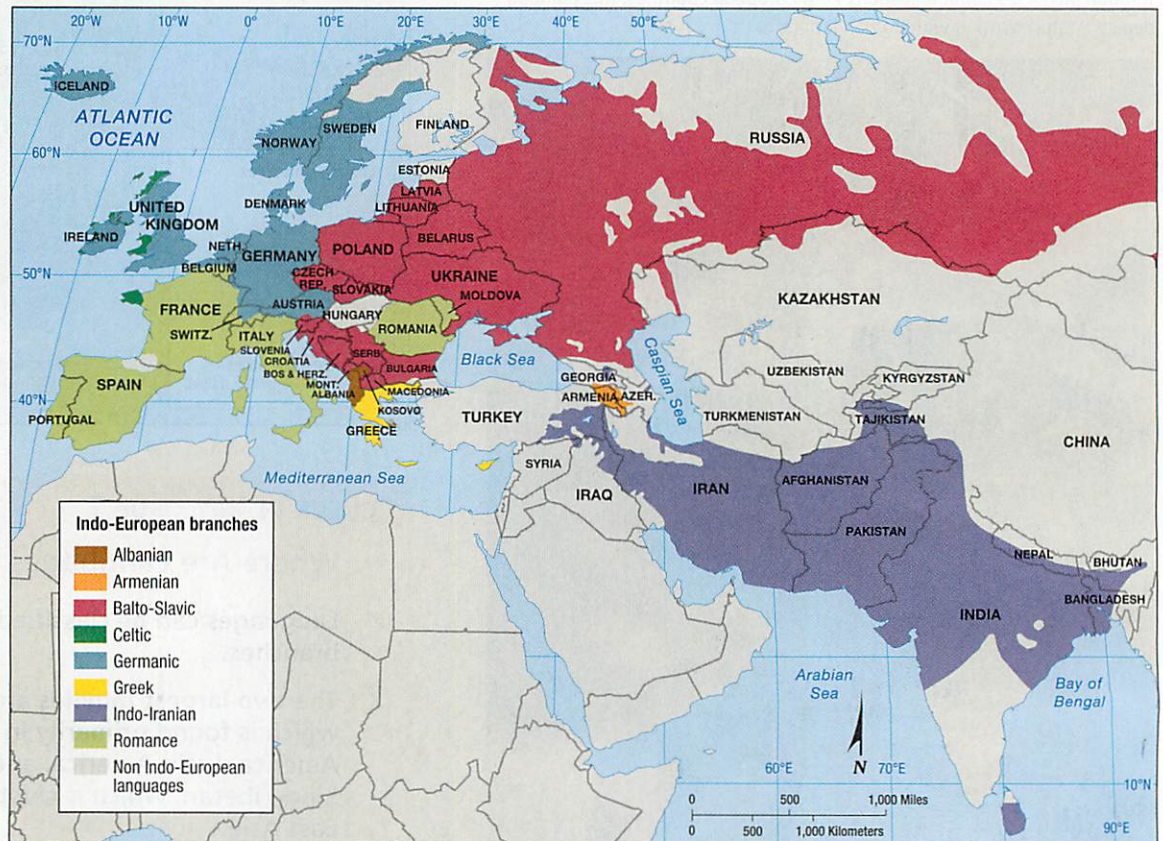 20°W
10°W
0°
10°E
20°E
30°E
40°E
50°E
70°N
60°N
50°N
40°N
ICELAND
ATLANTIC
OCEAN
NORWAY
SWEDEN
FINLAND
RUSSIA
ESTONIA
LATVIA
LITHUANIA
DENMARK
UNITED
KINGDOM
IRELAND
NETH.
GERMANY
POLAND
BELARUS
BELGIUM
CZECH
REP.
UKRAINE
SLOVAKIA
MOLDOVA
FRANCE
AUSTRIA
HUNGARY
KAZAKHSTAN
SWITZ.
ITALY
ROMANIA
SLOVENIA
CROATIA
BOS & HERZ.
SERB.
BULGARIA
Black Sea
Caspian Sea
MONT.
ALBANIA
MACEDONIA
KOSOVO
GEORGIA
ARMENIA
AZER.
UZBEKISTAN
KYRGYZSTAN
SPAIN
PORTUGAL
GREECE
TURKEY
TURKMENISTAN
TAJIKISTAN
CHINA
Mediterranean Sea
SYRIA
IRAQ
IRAN
AFGHANISTAN
PAKISTAN
NEPAL
BHUTAN
BANGLADESH
INDIA
Arabian
Sea
Bay of
Bengal
Indo-European branches
Albanian
Armenian
Balto-Slavic
Celtic
Germanic
Greek
Indo-Iranian
Romance
Non Indo-European
languages
N
60°E
70°E
10°N
90°E
0 500 1,000 Miles
0 500 1,000 Kilometers